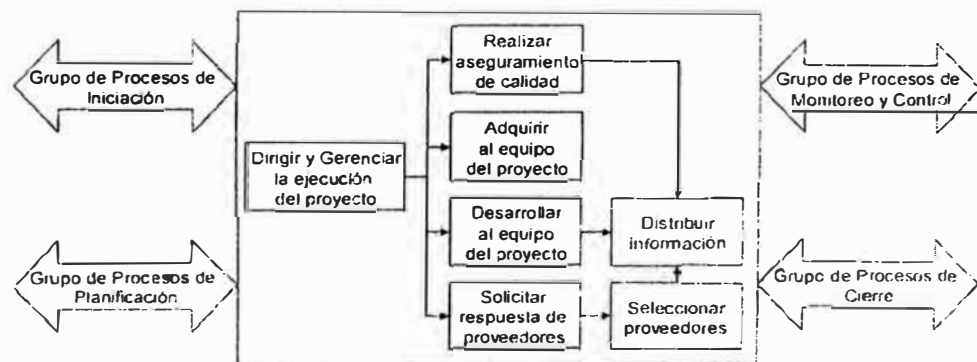 Grupo de Procesos de
Iniciación
Grupo de Procesos de
Planificación
Dirigir y Gerenciar
la ejecución
del proyecto
Realizar
aseguramiento
de calidad
Adquirir
al equipo
del proyecto
Desarrollar
al equipo
del proyecto
Solicitar
respuesta de
proveedores
Distribuir
información
Seleccionar
proveedores
Grupo de Procesos de
Monitoreo y Control
Grupo de Procesos de
Cierre